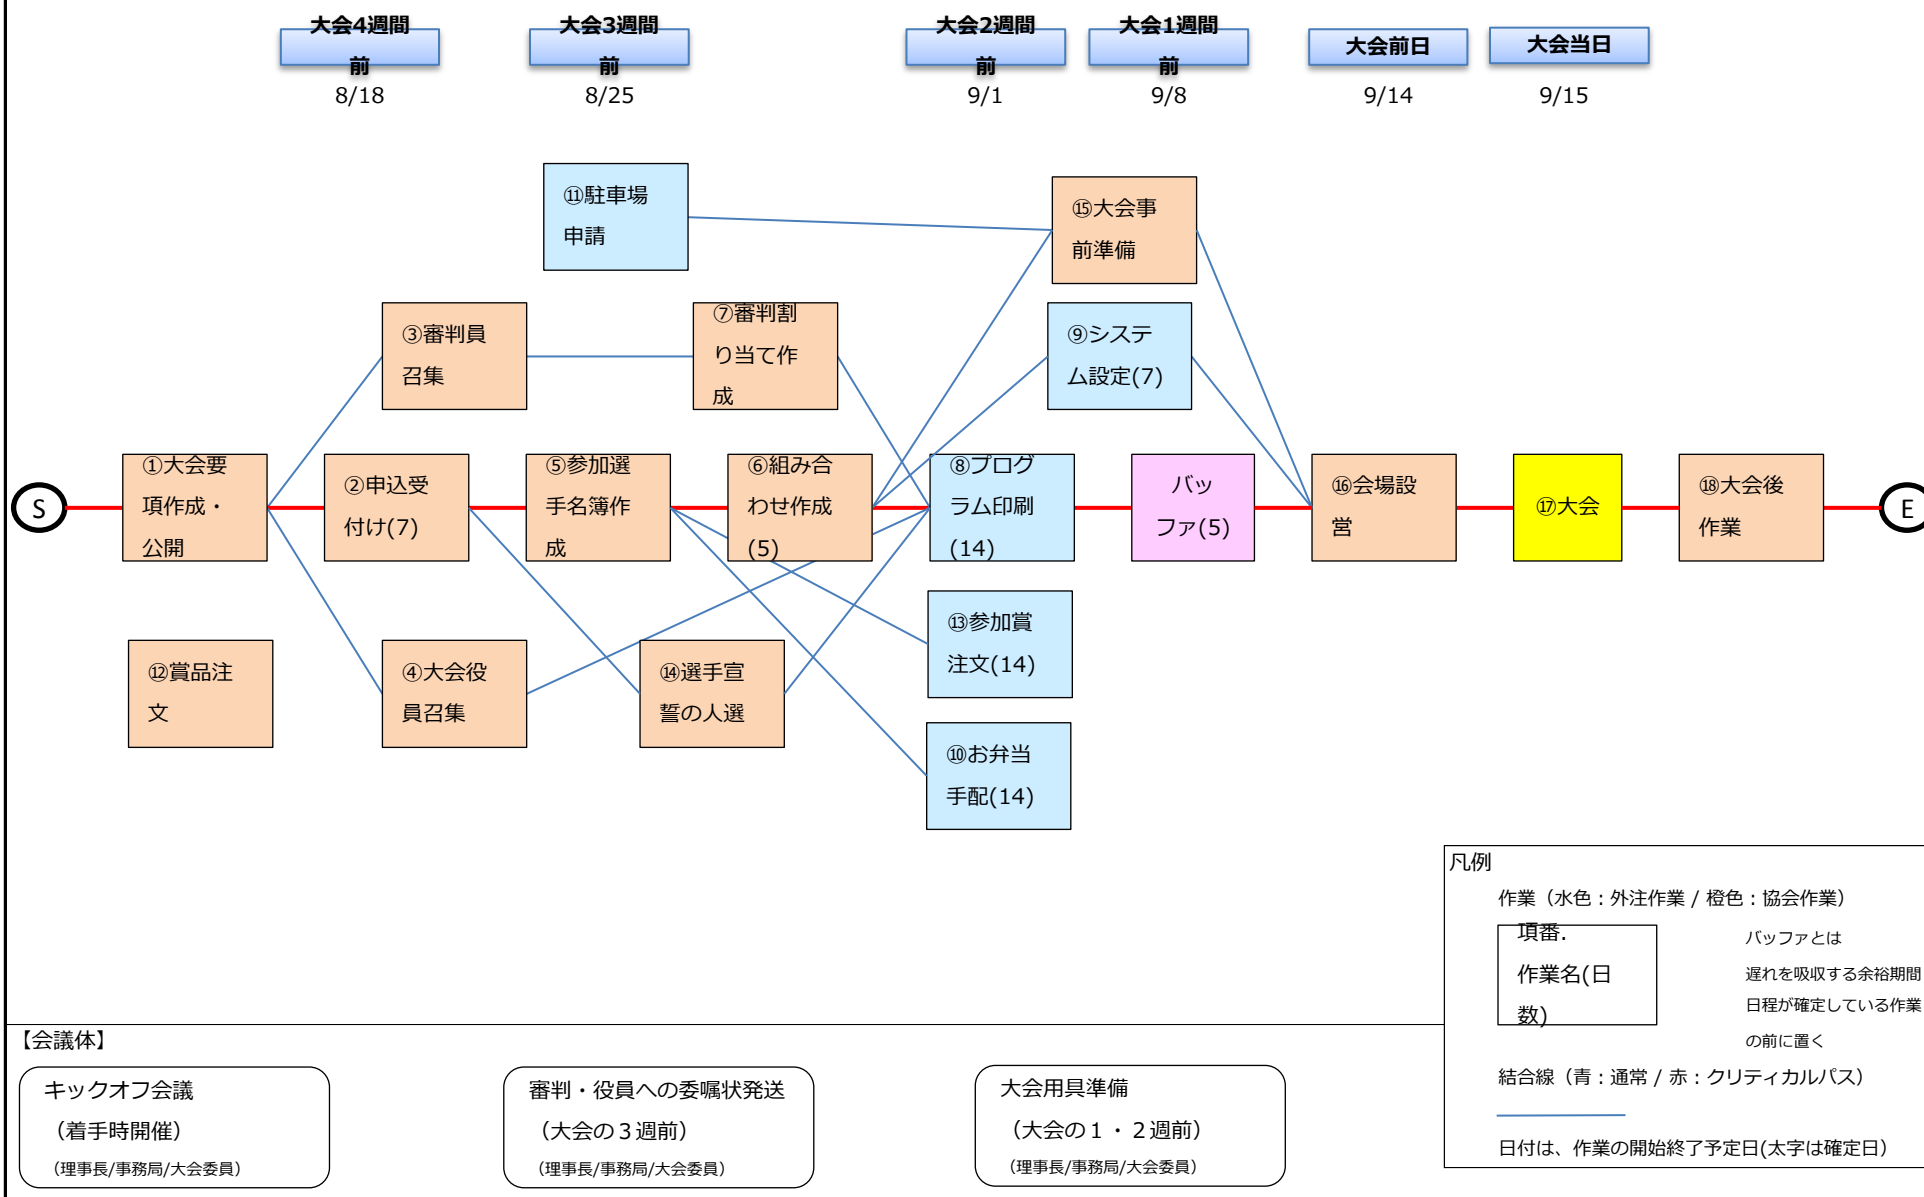 大会4週間
前
大会3週間
前
大会2週間
前
大会1週間
前
大会前日
大会当日
8/18
8/25
9/1
9/8
9/14
9/15
⑪駐車場
申請
⑮大会事
前準備
③審判員
召集
⑦審判割
り当て作
成
⑨システ
ム設定(7)
S
①大会要
項作成・
公開
②申込受
付け(7)
⑤参加選
手名簿作
成
⑥組み合
わせ作成
(5)
⑧プログ
ラム印刷
(14)
バッ
ファ(5)
⑯会場設
営
⑰大会
⑱大会後
作業
E
⑫賞品注
文
④大会役
員召集
⑭選手宣
誓の人選
⑬参加賞
注文(14)
⑩お弁当
手配(14)
凡例
作業（水色：外注作業 / 橙色：協会作業）
項番.
作業名(日
数)
バッファとは
遅れを吸収する余裕期間
日程が確定している作業
の前に置く
結合線（青：通常 / 赤：クリティカルパス）
日付は、作業の開始終了予定日(太字は確定日）
【会議体】
キックオフ会議
（着手時開催）
（理事長/事務局/大会委員）
審判・役員への委嘱状発送
（大会の３週前）
（理事長/事務局/大会委員）
大会用具準備
（大会の１・２週前）
（理事長/事務局/大会委員）